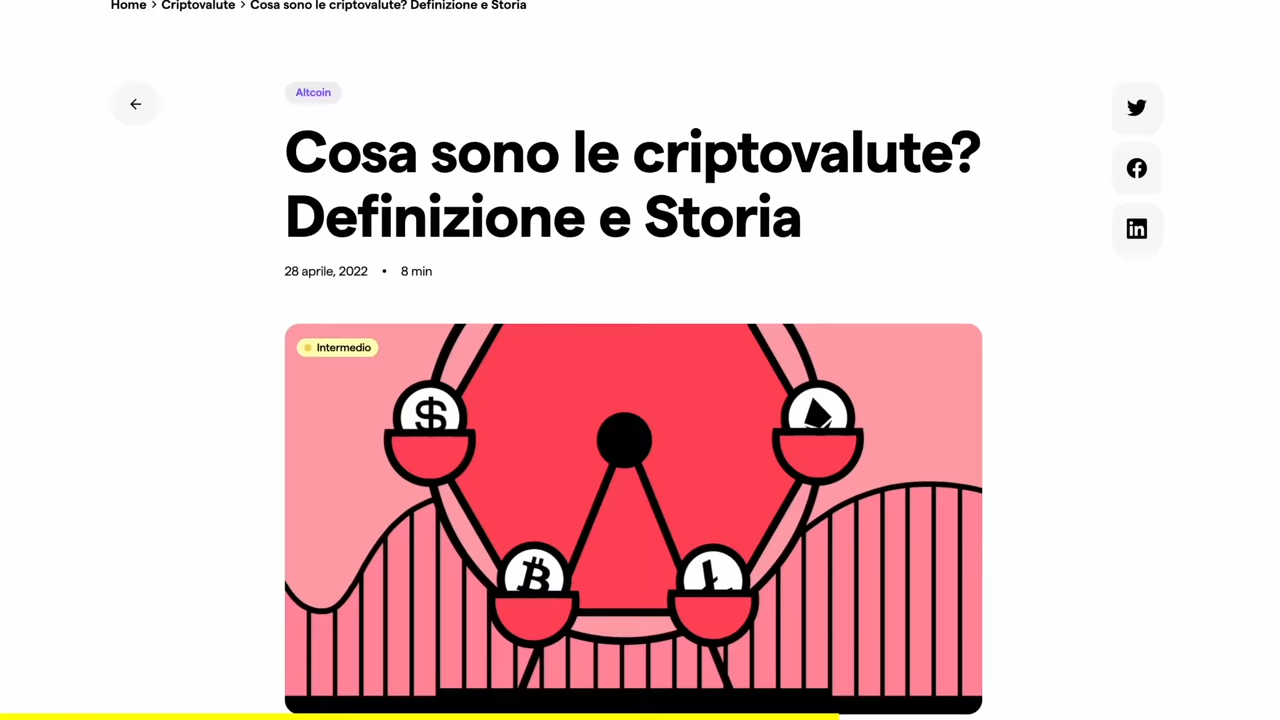 Home > Criptovalute > Cosa sono le criptovalute? Definizione e Storia
Altcoin
Cosa sono le criptovalute?
Definizione e Storia
28 aprile, 2022 • 8 min
Intermedio